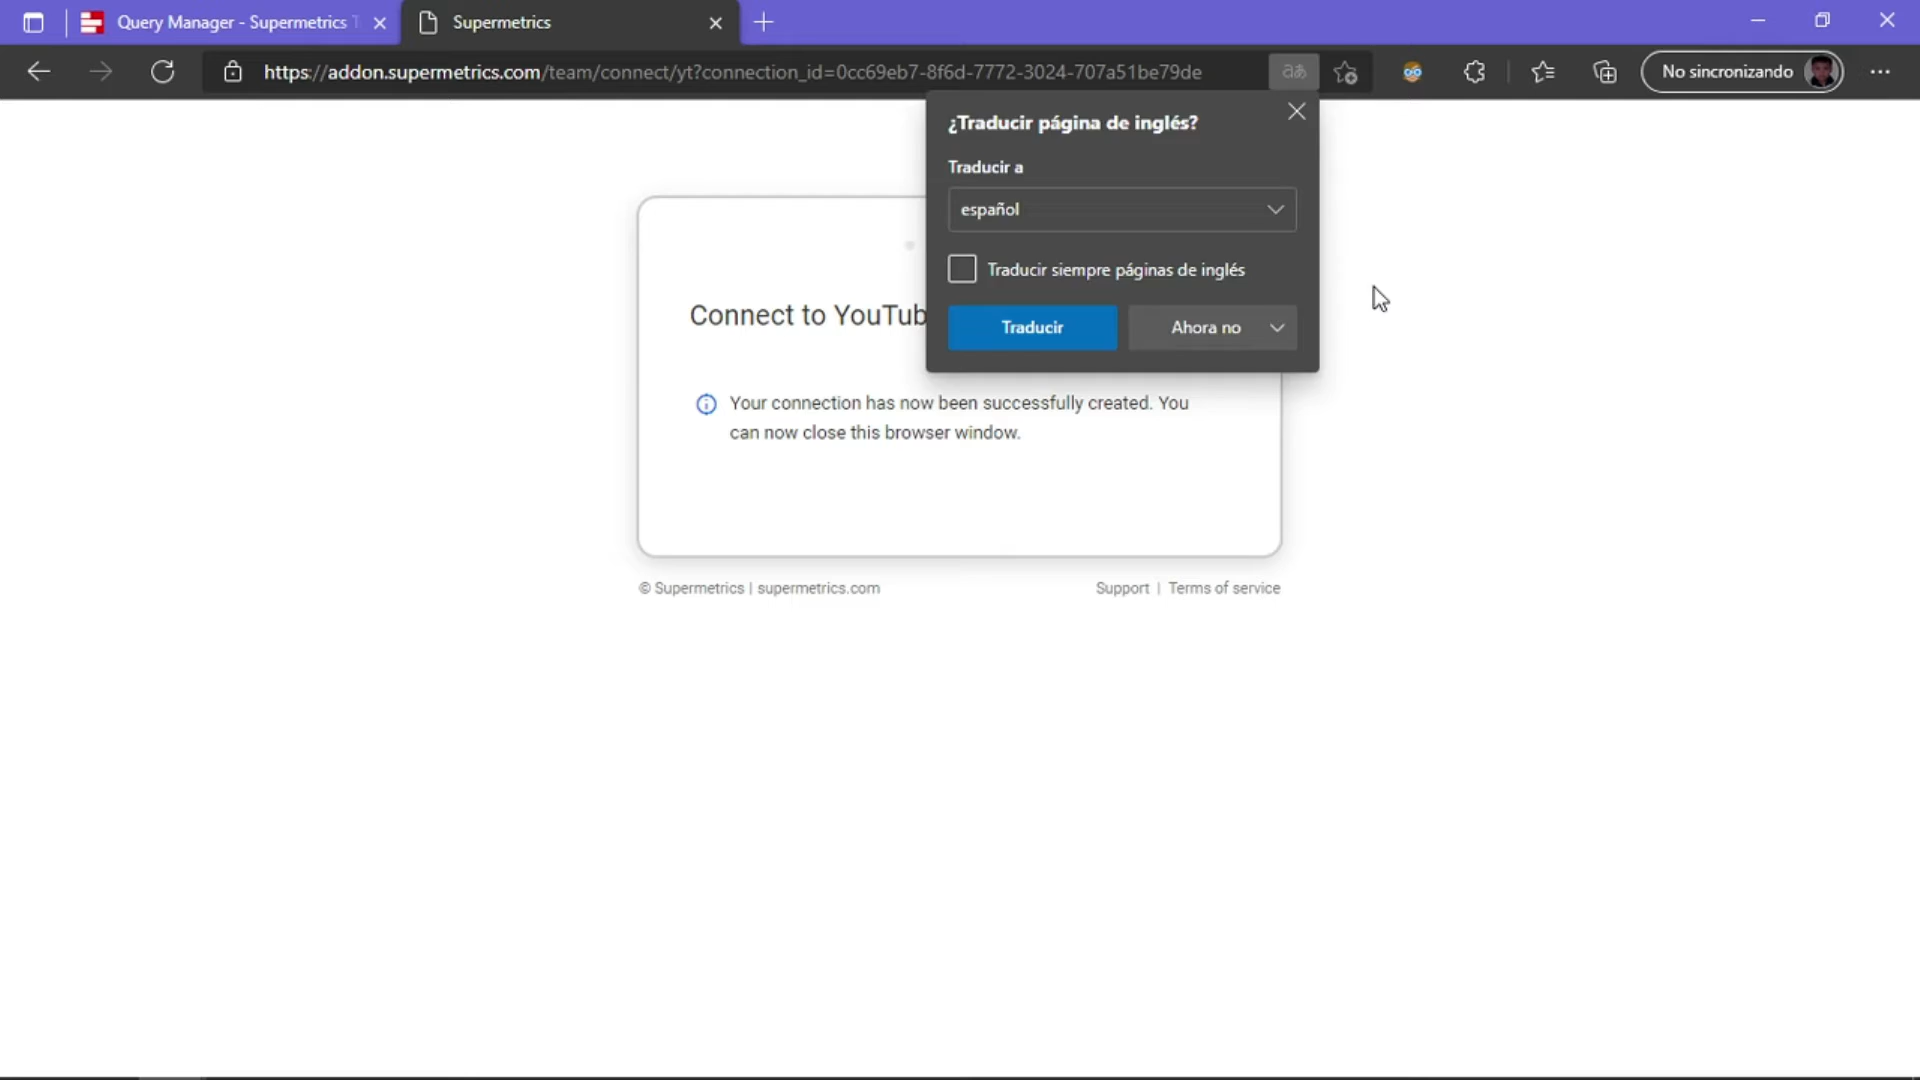 Query Manager - Supermetrics
Supermetrics
https://addon.supermetrics.com/team/connect/yt?connection_id=0cc69eb7-8f6d-7772-3024-707a51be79de
aあ
No sincronizando
¿Traducir página de inglés?
Traducir a
español
Traducir siempre páginas de inglés
Traducir
Ahora no
Connect to YouTub
Your connection has now been successfully created. You
can now close this browser window.
© Supermetrics | supermetrics.com
Support | Terms of service